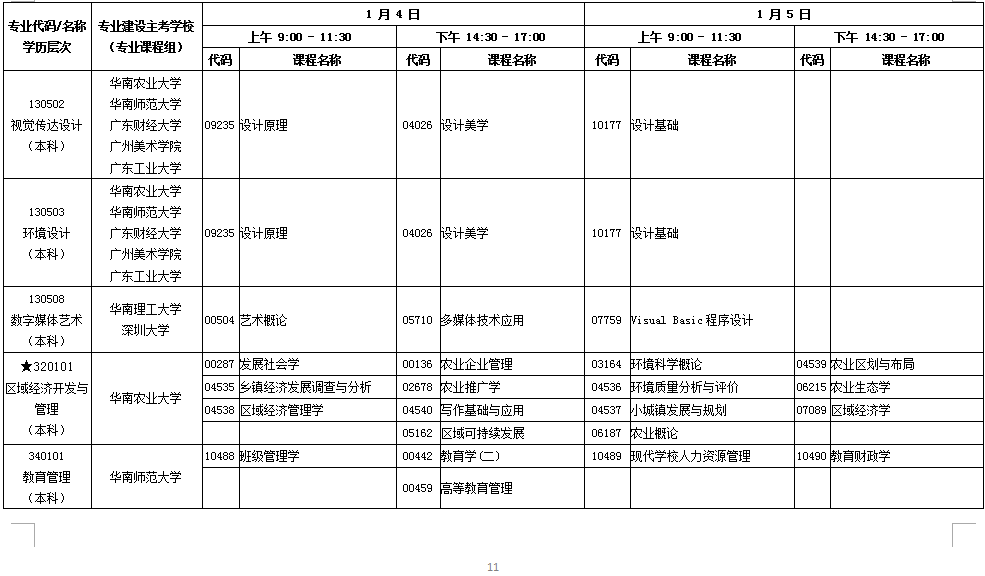 专业代码/名称
学历层次
专业建设主考学校
（专业课程组）
1 月 4 日
1 月 5 日
上午 9:00 - 11:30
下午 14:30 - 17:00
上午 9:00 - 11:30
下午 14:30 - 17:00
代码 课程名称 代码 课程名称 代码 课程名称 代码 课程名称
130502
视觉传达设计
（本科）
华南农业大学
华南师范大学
广东财经大学
广州美术学院
广东工业大学
09235 设计原理 04026 设计美学 10177 设计基础
130503
环境设计
（本科）
华南农业大学
华南师范大学
广东财经大学
广州美术学院
广东工业大学
09235 设计原理 04026 设计美学 10177 设计基础
130508
数字媒体艺术
（本科）
华南理工大学
深圳大学
00504 艺术概论 05710 多媒体技术应用 07759 Visual Basic程序设计
★320101
区域经济开发与
管理
（本科）
华南农业大学
00287 发展社会学 00136 农业企业管理 03164 环境科学概论 04539 农业区划与布局
04535 乡镇经济发展调查与分析 02678 农业推广学 04536 环境质量分析与评价 06215 农业生态学
04538 区域经济管理学 04540 写作基础与应用 04537 小城镇发展与规划 07089 区域经济学
05162 区域可持续发展 06187 农业概论
340101
教育管理
（本科）
华南师范大学
10488 班级管理学 00442 教育学(二) 10489 现代学校人力资源管理 10490 教育财政学
00459 高等教育管理
11